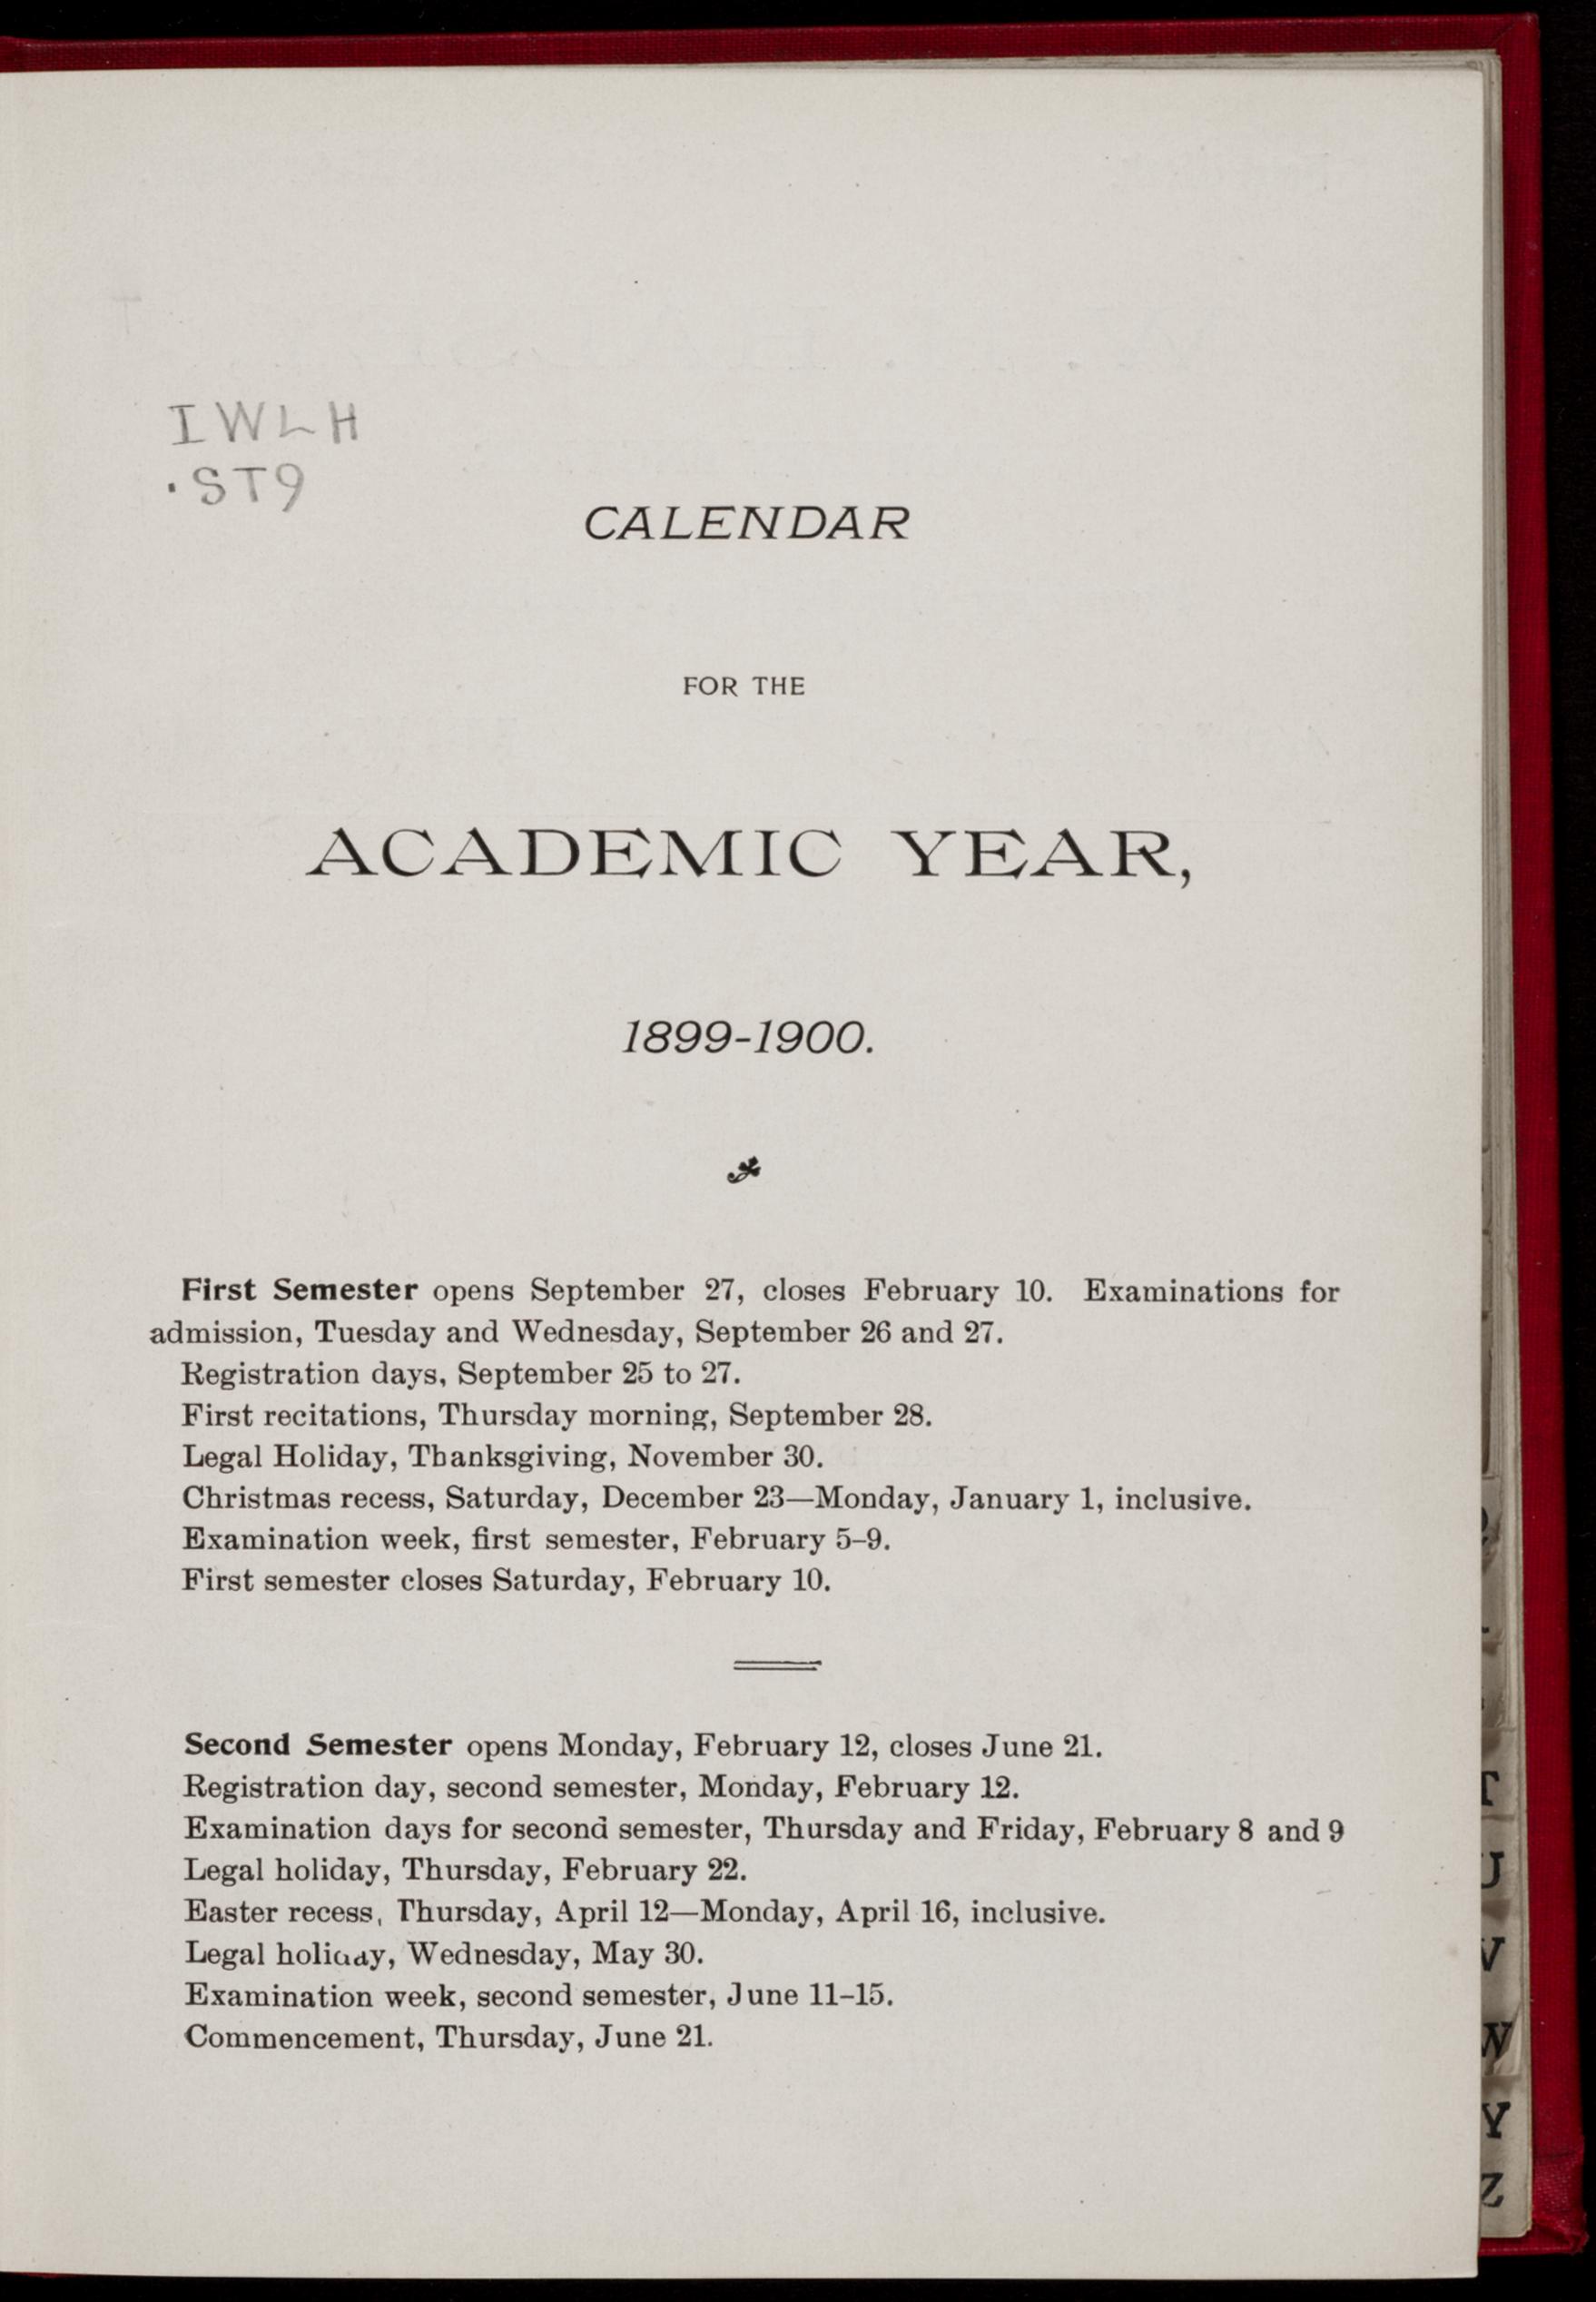 IWLH
.ST9
CALENDAR
FOR THE
ACADEMIC YEAR,
1899-1900.
First Semester opens September 27, closes February 10. Examinations for
admission, Tuesday and Wednesday, September 26 and 27.
Registration days, September 25 to 27.
First recitations, Thursday morning, September 28.
Legal Holiday, Thanksgiving, November 30.
Christmas recess, Saturday, December 23—Monday, January 1, inclusive.
Examination week, first semester, February 5-9.
First semester closes Saturday, February 10.
Second Semester opens Monday, February 12, closes June 21.
Registration day, second semester, Monday, February 12.
Examination days for second semester, Thursday and Friday, February 8 and 9
Legal holiday, Thursday, February 22.
Easter recess, Thursday, April 12—Monday, April 16, inclusive.
Legal holiday, Wednesday, May 30.
Examination week, second semester, June 11-15.
Commencement, Thursday, June 21.
T
U
V
W
Y
Z